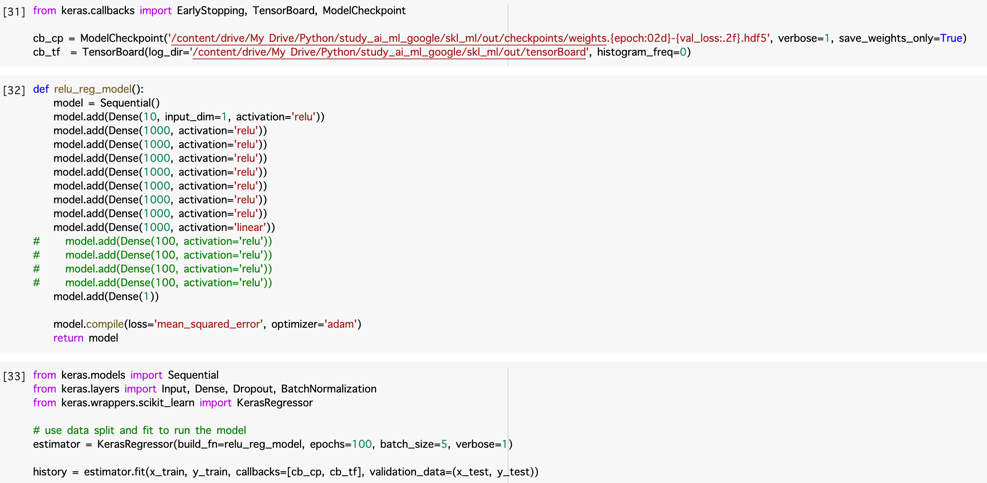 [31] from keras.callbacks import EarlyStopping, TensorBoard, ModelCheckpoint
cb_cp = ModelCheckpoint('/content/drive/My Drive/Python/study_ai_ml_google/skl_ml/out/checkpoints/weights.{epoch:02d}-{val_loss:.2f}.hdf5', verbose=1, save_weights_only=True)
cb_tf  = TensorBoard(log_dir='/content/drive/My Drive/Python/study_ai_ml_google/skl_ml/out/tensorBoard', histogram_freq=0)
[32] def relu_reg_model():
    model = Sequential()
    model.add(Dense(10, input_dim=1, activation='relu'))
    model.add(Dense(1000, activation='relu'))
    model.add(Dense(1000, activation='relu'))
    model.add(Dense(1000, activation='relu'))
    model.add(Dense(1000, activation='relu'))
    model.add(Dense(1000, activation='relu'))
    model.add(Dense(1000, activation='relu'))
    model.add(Dense(1000, activation='relu'))
    model.add(Dense(1000, activation='linear'))
#     model.add(Dense(100, activation='relu'))
#     model.add(Dense(100, activation='relu'))
#     model.add(Dense(100, activation='relu'))
#     model.add(Dense(100, activation='relu'))
    model.add(Dense(1))
    model.compile(loss='mean_squared_error', optimizer='adam')
    return model
[33] from keras.models import Sequential
from keras.layers import Input, Dense, Dropout, BatchNormalization
from keras.wrappers.scikit_learn import KerasRegressor
# use data split and fit to run the model
estimator = KerasRegressor(build_fn=relu_reg_model, epochs=100, batch_size=5, verbose=1)
history = estimator.fit(x_train, y_train, callbacks=[cb_cp, cb_tf], validation_data=(x_test, y_test))